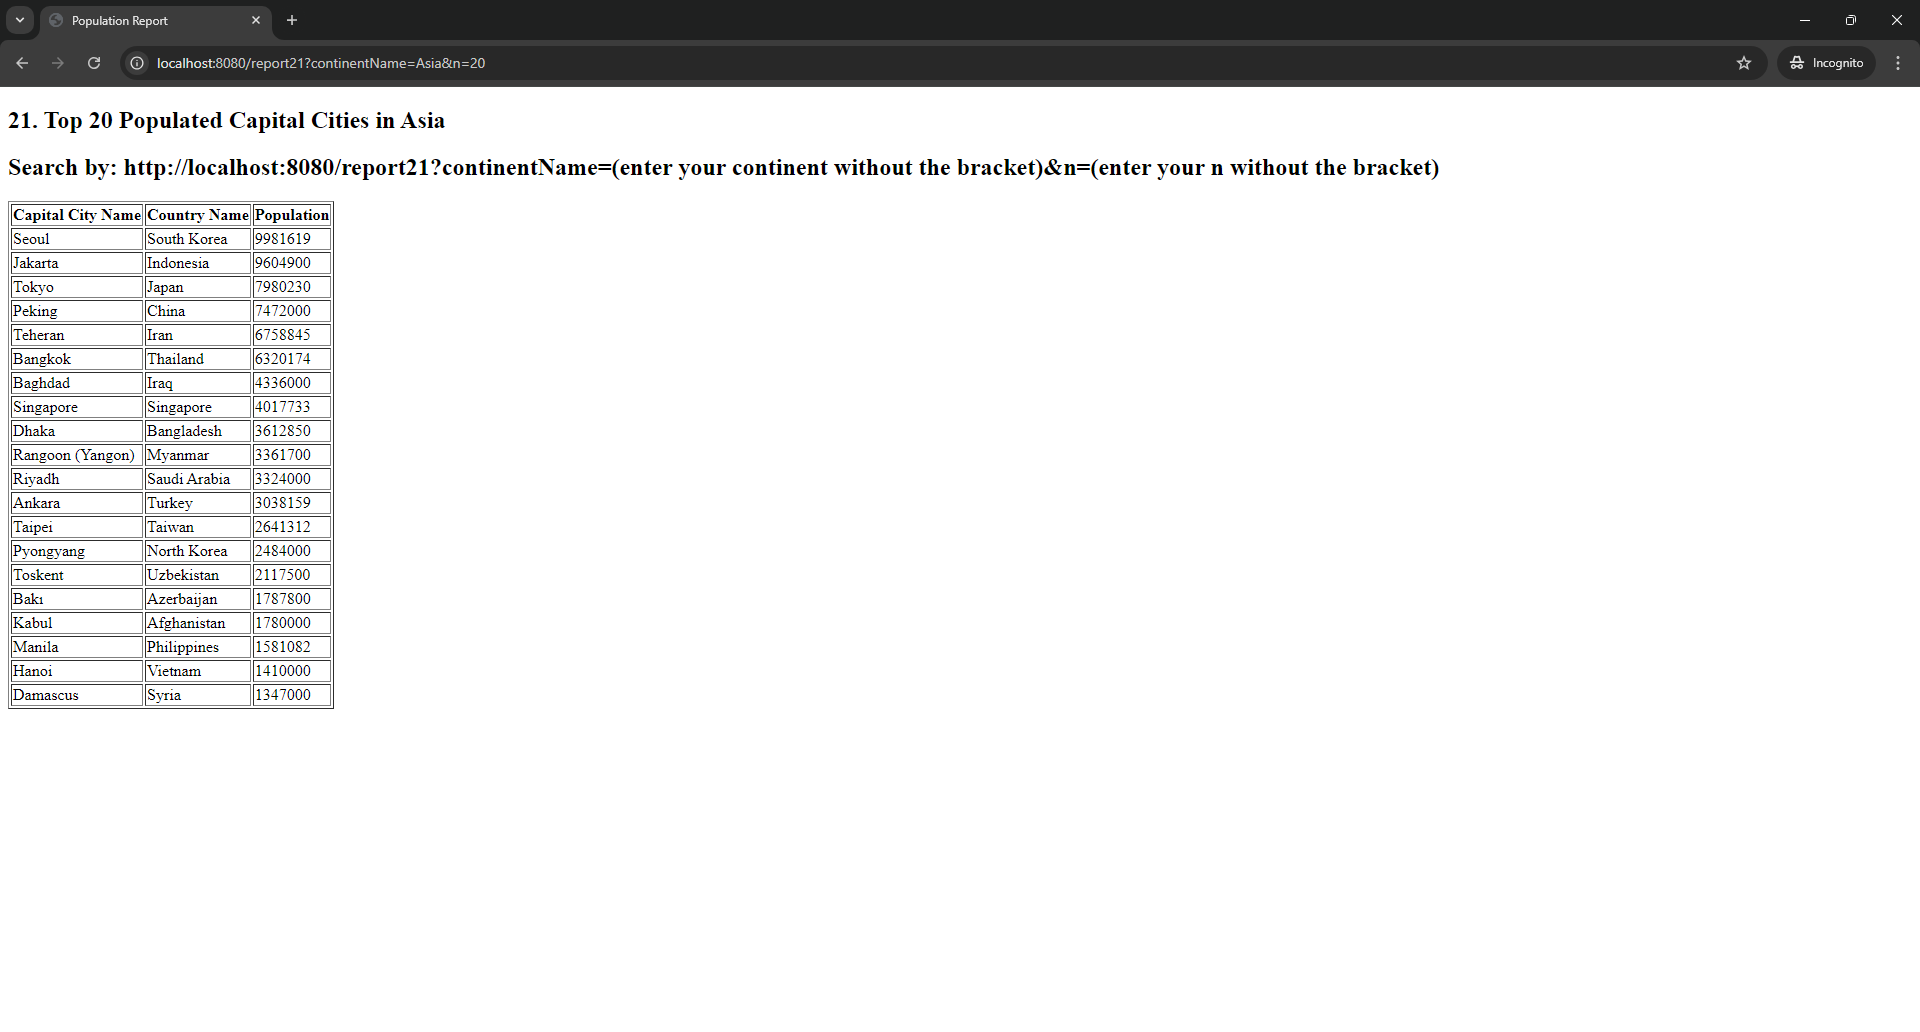 Population Report
localhost:8080/report21?continentName=Asia&n=20
Incognito
21. Top 20 Populated Capital Cities in Asia
Search by: http://localhost:8080/report21?continentName=(enter your continent without the bracket)&n=(enter your n without the bracket)
Capital City Name Country Name Population
Seoul South Korea 9981619
Jakarta Indonesia 9604900
Tokyo Japan 7980230
Peking China 7472000
Teheran Iran 6758845
Bangkok Thailand 6320174
Baghdad Iraq 4336000
Singapore Singapore 4017733
Dhaka Bangladesh 3612850
Rangoon (Yangon) Myanmar 3361700
Riyadh Saudi Arabia 3324000
Ankara Turkey 3038159
Taipei Taiwan 2641312
Pyongyang North Korea 2484000
Toskent Uzbekistan 2117500
Bakı Azerbaijan 1787800
Kabul Afghanistan 1780000
Manila Philippines 1581082
Hanoi Vietnam 1410000
Damascus Syria 1347000